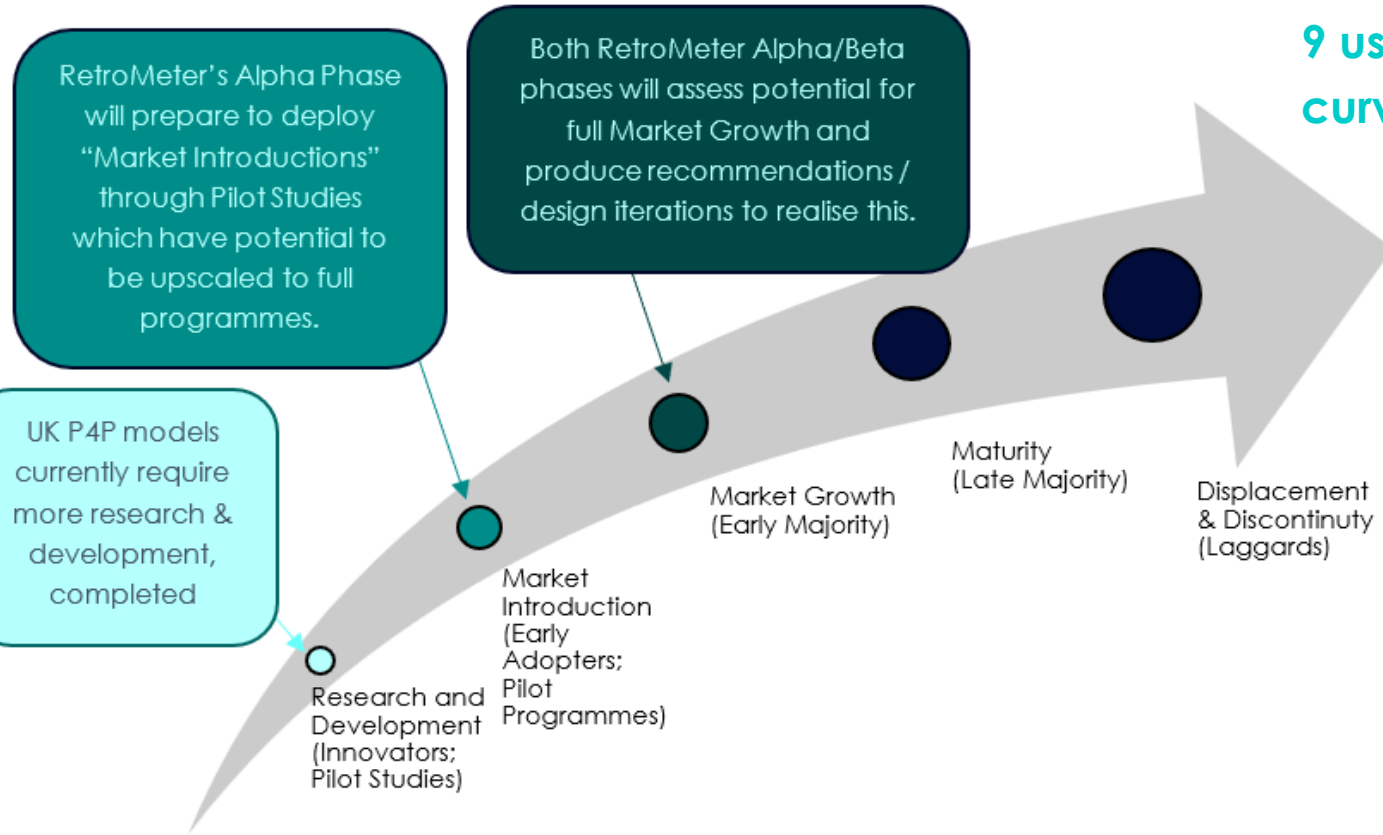 RetroMeter's Alpha Phase
will prepare to deploy
“Market Introductions”
through Pilot Studies
which have potential to
be upscaled to full
programmes.
Both RetroMeter Alpha/Beta
phases will assess potential for
full Market Growth and
produce recommendations /
design iterations to realise this.
9 us
curv
UK P4P models
currently require
more research &
development,
completed
Research and
Development
(Innovators;
Pilot Studies)
Market
Introduction
(Early
Adopters;
Pilot
Programmes)
Market Growth
(Early Majority)
Maturity
(Late Majority)
Displacement
& Discontinuty
(Laggards)